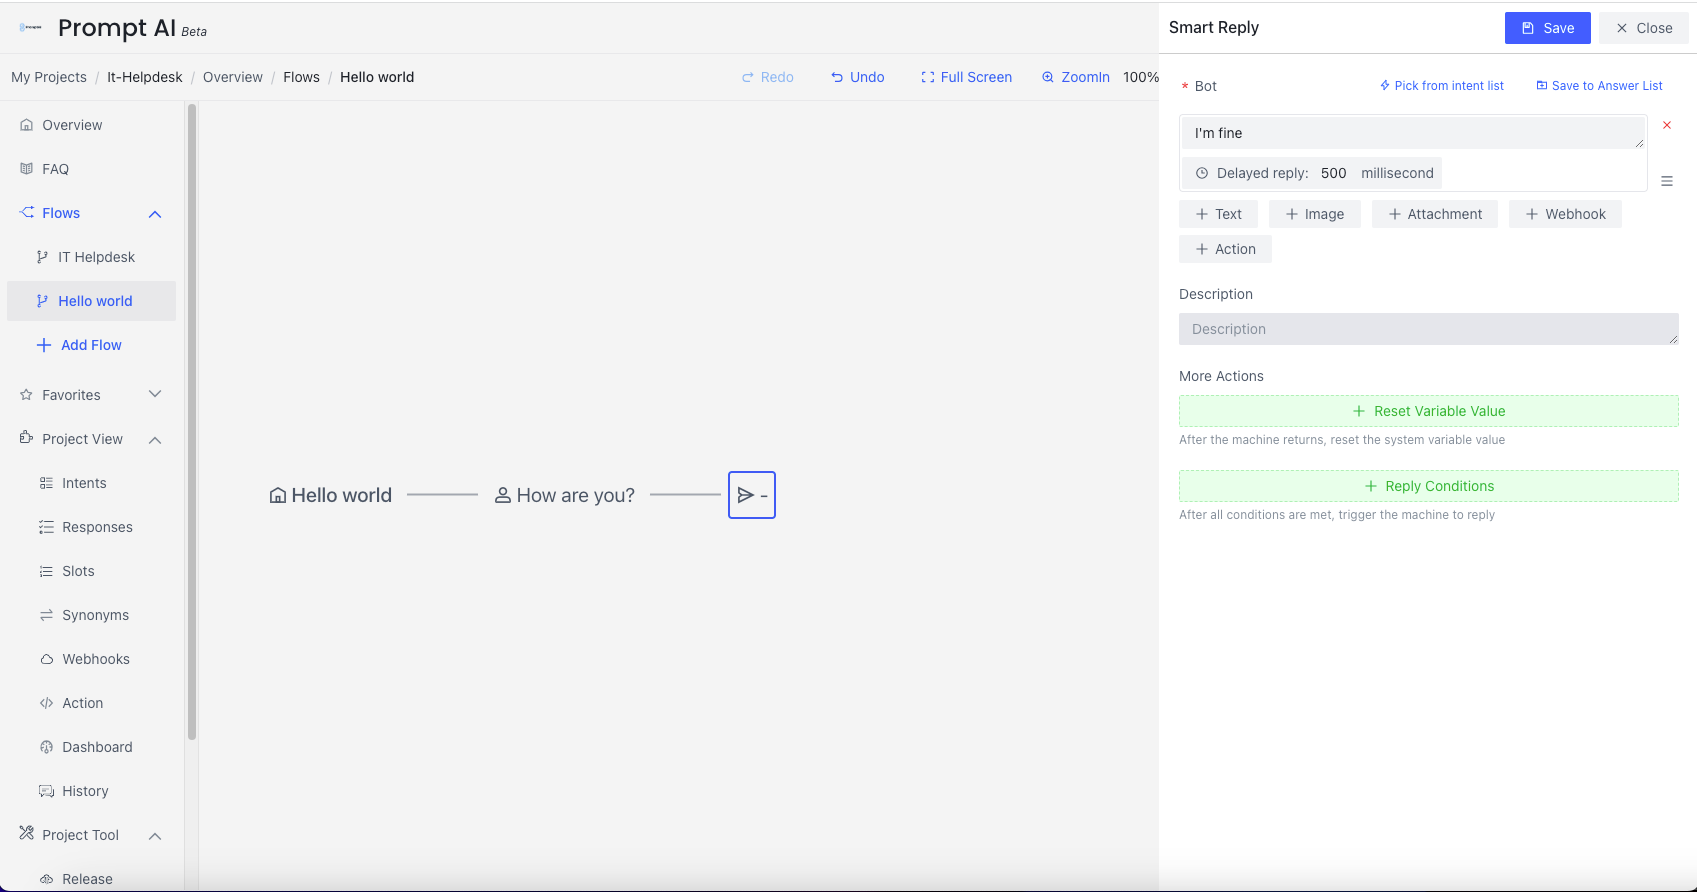 Prompt AI Beta
Smart Reply
Save
Close
My Projects / It-Helpdesk / Overview / Flows / Hello world
Redo
Undo
Full Screen
ZoomIn
100%
Overview
FAQ
Flows
IT Helpdesk
Hello world
Add Flow
Favorites
Project View
Intents
Responses
Slots
Synonyms
Webhooks
Action
Dashboard
History
Project Tool
Release
Hello world
How are you?
-
* Bot
Pick from intent list
Save to Answer List
I'm fine
Delayed reply: 500 millisecond
+ Text
+ Image
+ Attachment
+ Webhook
+ Action
Description
Description
More Actions
+ Reset Variable Value
After the machine returns, reset the system variable value
+ Reply Conditions
After all conditions are met, trigger the machine to reply